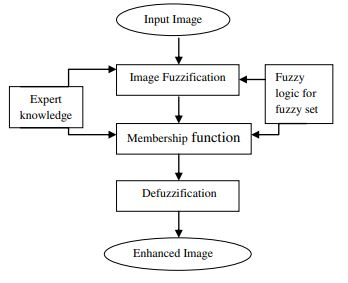 Input Image
Image Fuzzification
Fuzzy
logic for
fuzzy set
Expert
knowledge
Membership function
Defuzzification
Enhanced Image